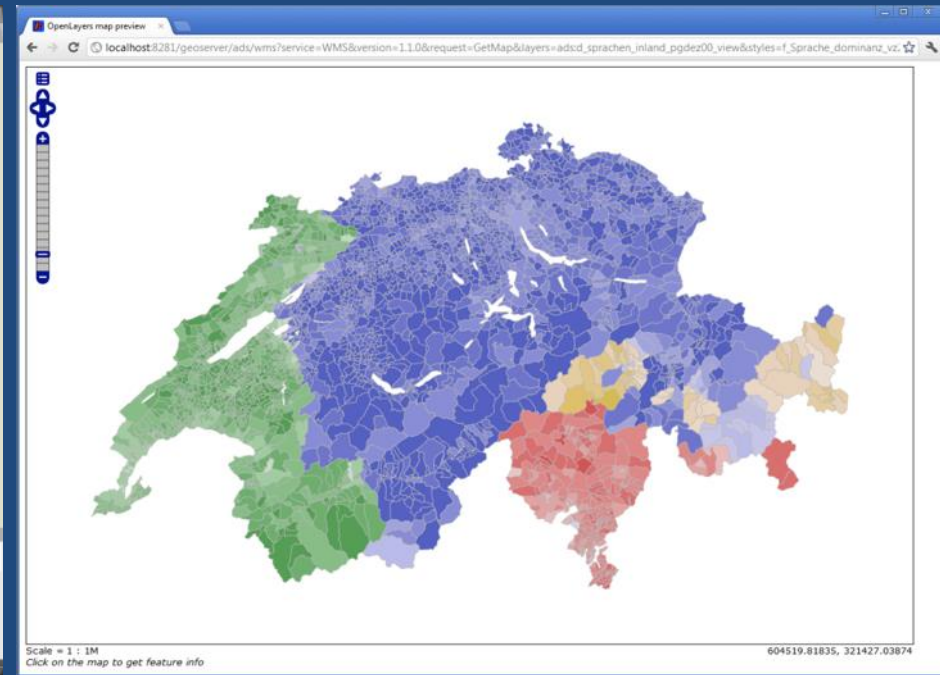 OpenLayers map preview
localhost:8281/geoserver/ads/wms?service=WMS&version=1.1.0&request=GetMap&layers=ads:d_sprachen_inland_pgdez00_view&styles=f_Sprache_dominanz_vz.
Scale = 1 : 1M
604519.81835, 321427.03874
Click on the map to get feature info